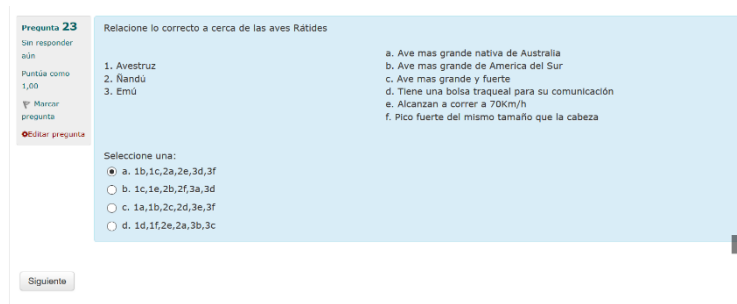 Pregunta 23
Sin responder
aún
Puntúa como
1,00
Marcar
pregunta
Editar pregunta
Relacione lo correcto a cerca de las aves Rátides
1. Avestruz
2. Ñandú
3. Emú
a. Ave mas grande nativa de Australia
b. Ave mas grande de America del Sur
c. Ave mas grande y fuerte
d. Tiene una bolsa traqueal para su comunicación
e. Alcanzan a correr a 70Km/h
f. Pico fuerte del mismo tamaño que la cabeza
Seleccione una:
a. 1b,1c,2a,2e,3d,3f
b. 1c,1e,2b,2f,3a,3d
c. 1a,1b,2c,2d,3e,3f
d. 1d,1f,2e,2a,3b,3c
Siguiente